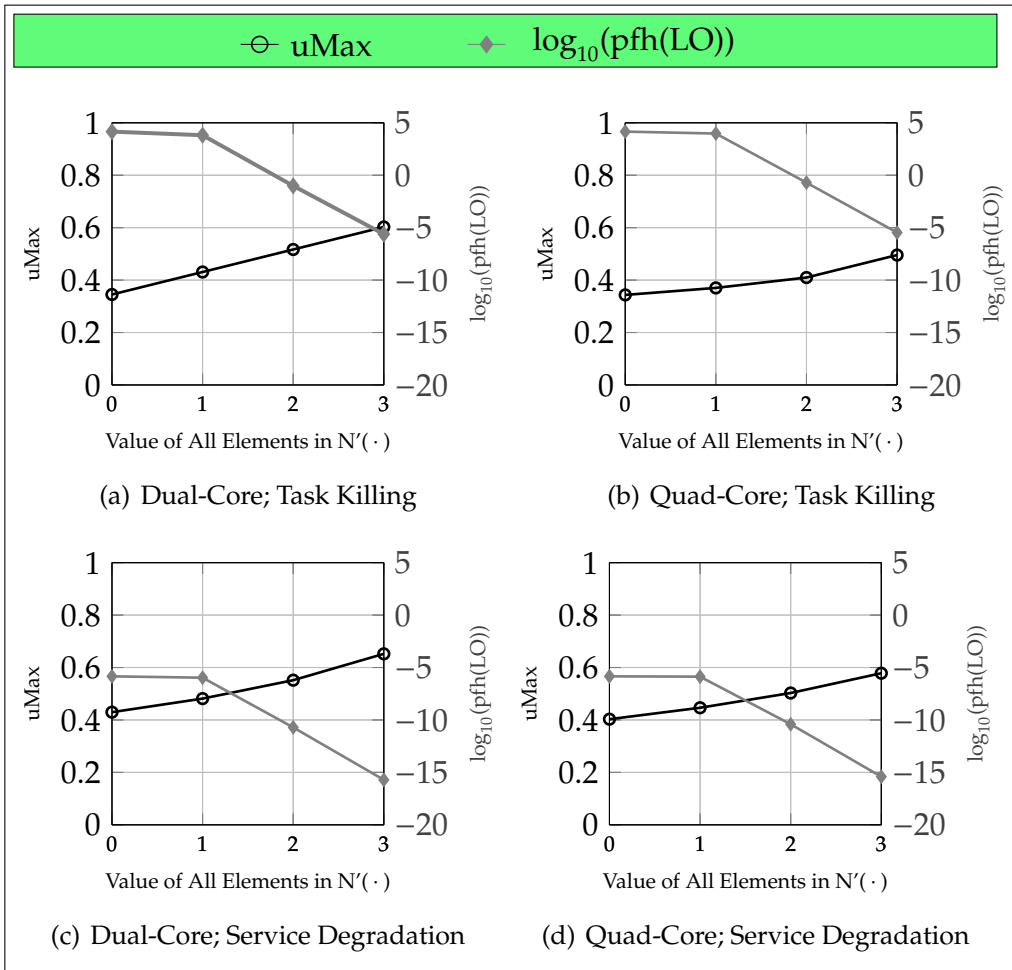 uMax log₁₀(pfh(LO))
1
0.8
0.6
0.4
0.2
0
uMax
5
0
−5
−10
−15
−20
log₁₀(pfh(LO))
0 1 2 3
Value of All Elements in N′( · )
(a) Dual-Core; Task Killing
1
0.8
0.6
0.4
0.2
0
uMax
5
0
−5
−10
−15
−20
log₁₀(pfh(LO))
0 1 2 3
Value of All Elements in N′( · )
(b) Quad-Core; Task Killing
1
0.8
0.6
0.4
0.2
0
uMax
5
0
−5
−10
−15
−20
log₁₀(pfh(LO))
0 1 2 3
Value of All Elements in N′( · )
(c) Dual-Core; Service Degradation
1
0.8
0.6
0.4
0.2
0
uMax
5
0
−5
−10
−15
−20
log₁₀(pfh(LO))
0 1 2 3
Value of All Elements in N′( · )
(d) Quad-Core; Service Degradation